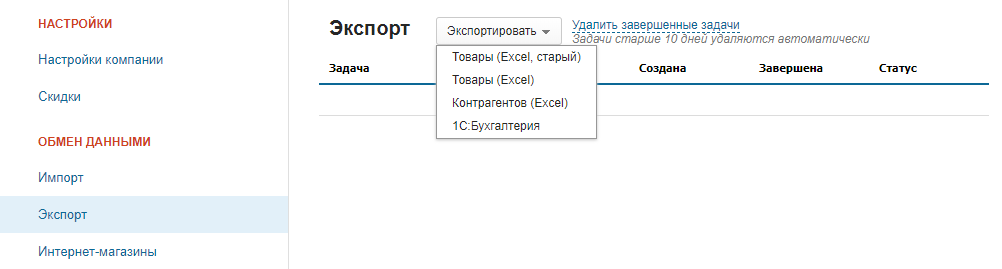 НАСТРОЙКИ
Настройки компании
Скидки
ОБМЕН ДАННЫМИ
Импорт
Экспорт
Интернет-магазины
Экспорт
Экспортировать
Удалить завершенные задачи
Задачи старше 10 дней удаляются автоматически
Товары (Excel, старый)
Товары (Excel)
Контрагентов (Excel)
1С:Бухгалтерия
Задача Создана Завершена Статус